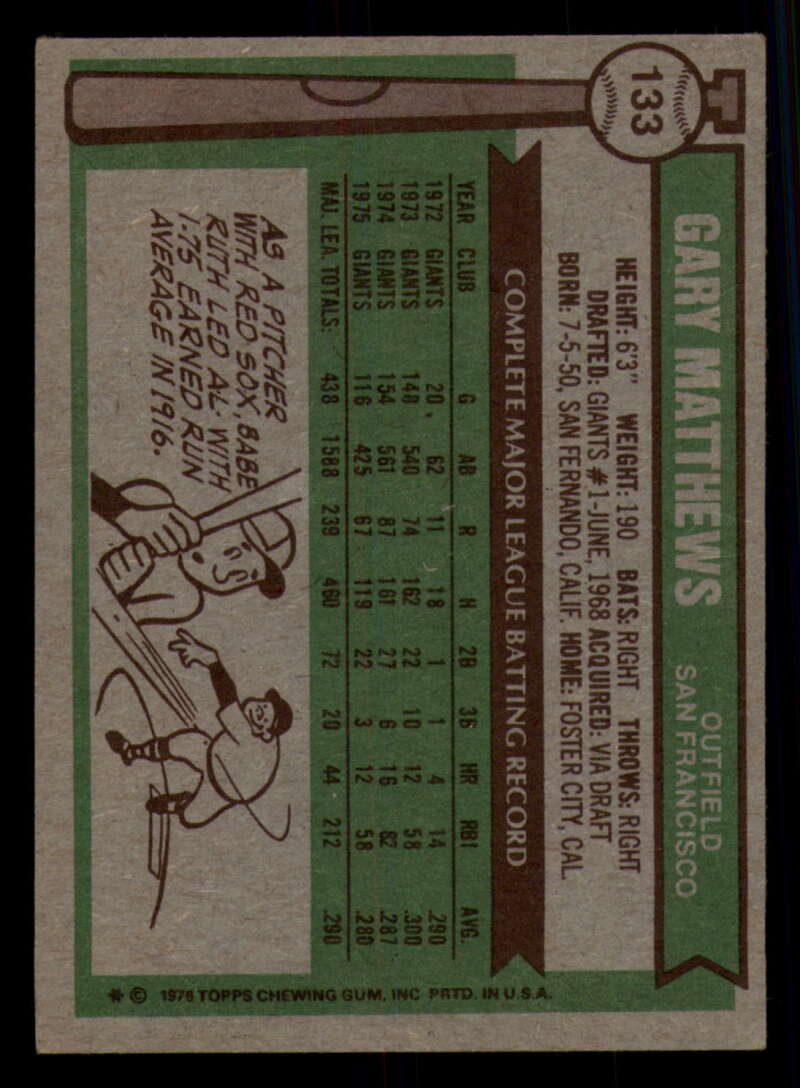 133
GARY MATTHEWS
OUTFIELD
SAN FRANCISCO
HEIGHT: 6'3" WEIGHT: 190 BATS: RIGHT THROWS: RIGHT
DRAFTED: GIANTS #1-JUNE, 1968 ACQUIRED: VIA DRAFT
BORN: 7-5-50, SAN FERNANDO, CALIF. HOME: FOSTER CITY, CAL.
COMPLETE MAJOR LEAGUE BATTING RECORD
YEAR CLUB G AB R H 2B 3B HR RBI AVG.
1972 GIANTS 20 62 11 18 1 1 4 14 .290
1973 GIANTS 148 540 74 162 22 10 12 58 .300
1974 GIANTS 154 561 87 161 27 6 16 82 .287
1975 GIANTS 116 425 67 119 22 3 12 58 .280
MAJ. LEA. TOTALS: 438 1588 239 460 72 20 44 212 .290
AS A PITCHER
WITH RED SOX, BABE
RUTH LED AL WITH
1.75 EARNED RUN
AVERAGE IN 1916.
* © 1976 TOPPS CHEWING GUM, INC PRTD. IN U.S.A.